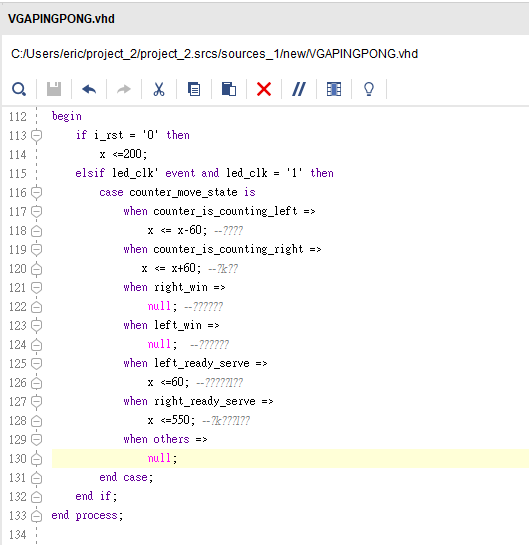 VGAPINGPONG.vhd
C:/Users/eric/project_2/project_2.srcs/sources_1/new/VGAPINGPONG.vhd
112 begin
113 if i_rst = '0' then
114 x <=200;
115 elsif led_clk' event and led_clk = '1' then
116 case counter_move_state is
117 when counter_is_counting_left =>
118 x <= x-60; --????
119 when counter_is_counting_right =>
120 x <= x+60; --?k??
121 when right_win =>
122 null; --??????
123 when left_win =>
124 null; --??????
125 when left_ready_serve =>
126 x <=60; --?????l??
127 when right_ready_serve =>
128 x <=550; --?k???l??
129 when others =>
130 null;
131 end case;
132 end if;
133 end process;
134